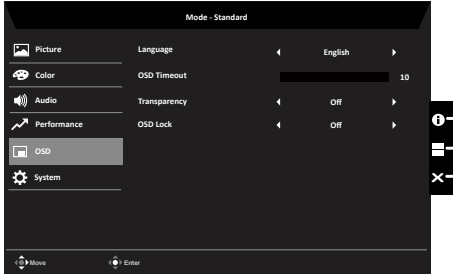 Mode - Standard
Picture
Language English
Color
OSD Timeout 10
Audio
Transparency Off
Performance
OSD Lock Off
OSD
System
Move Enter